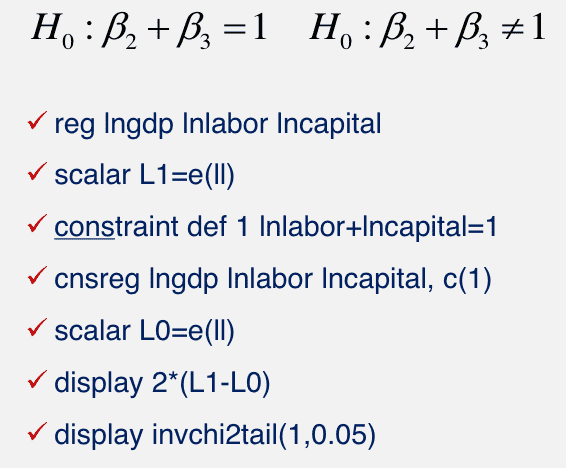 H₀ : β₂ + β₃ = 1 H₀ : β₂ + β₃ ≠ 1
✓ reg lngdp lnlabor lncapital
✓ scalar L1=e(ll)
✓ constraint def 1 lnlabor+lncapital=1
✓ cnsreg lngdp lnlabor lncapital, c(1)
✓ scalar L0=e(ll)
✓ display 2*(L1-L0)
✓ display invchi2tail(1,0.05)